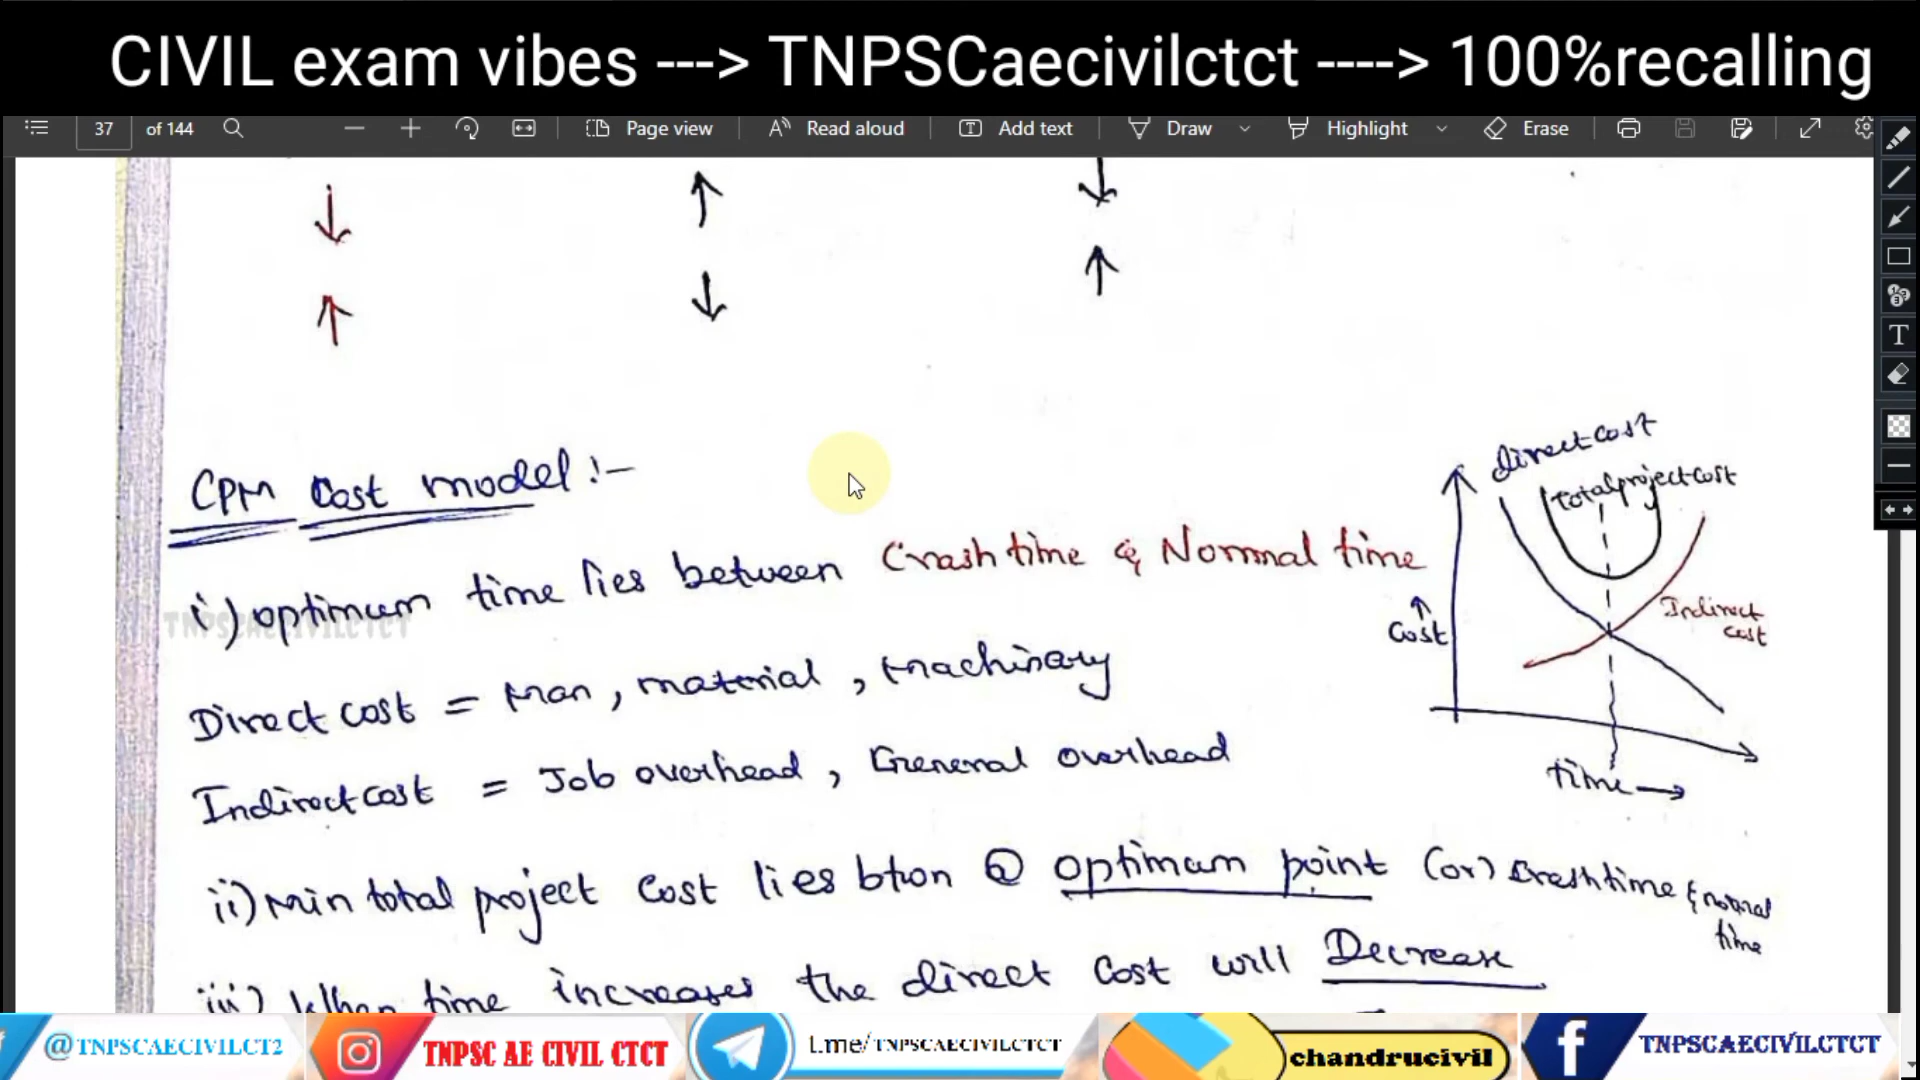 CIVIL exam vibes ---> TNPSCaecivilctct ----> 100%recalling
37 of 144 Page view Read aloud Add text Draw Highlight Erase
CPM Cost model :-
i) optimum time lies between Crash time & Normal time
Direct cost = Man, material, Machinary
Indirect cost = Job overhead, General overhead
ii) Min total project Cost lies btwn @ optimum point (or) Crash time & normal time
iii) When time increases the direct cost will Decrease
direct cost
total project cost
Indirect cost
Cost
time
TNPSCAECIVILCTCT
@TNPSCAECIVILCT2
TNPSC AE CIVIL CTCT
t.me/TNPSCAECIVILCTCT
chandrucivil
TNPSCAECIVILCTCT